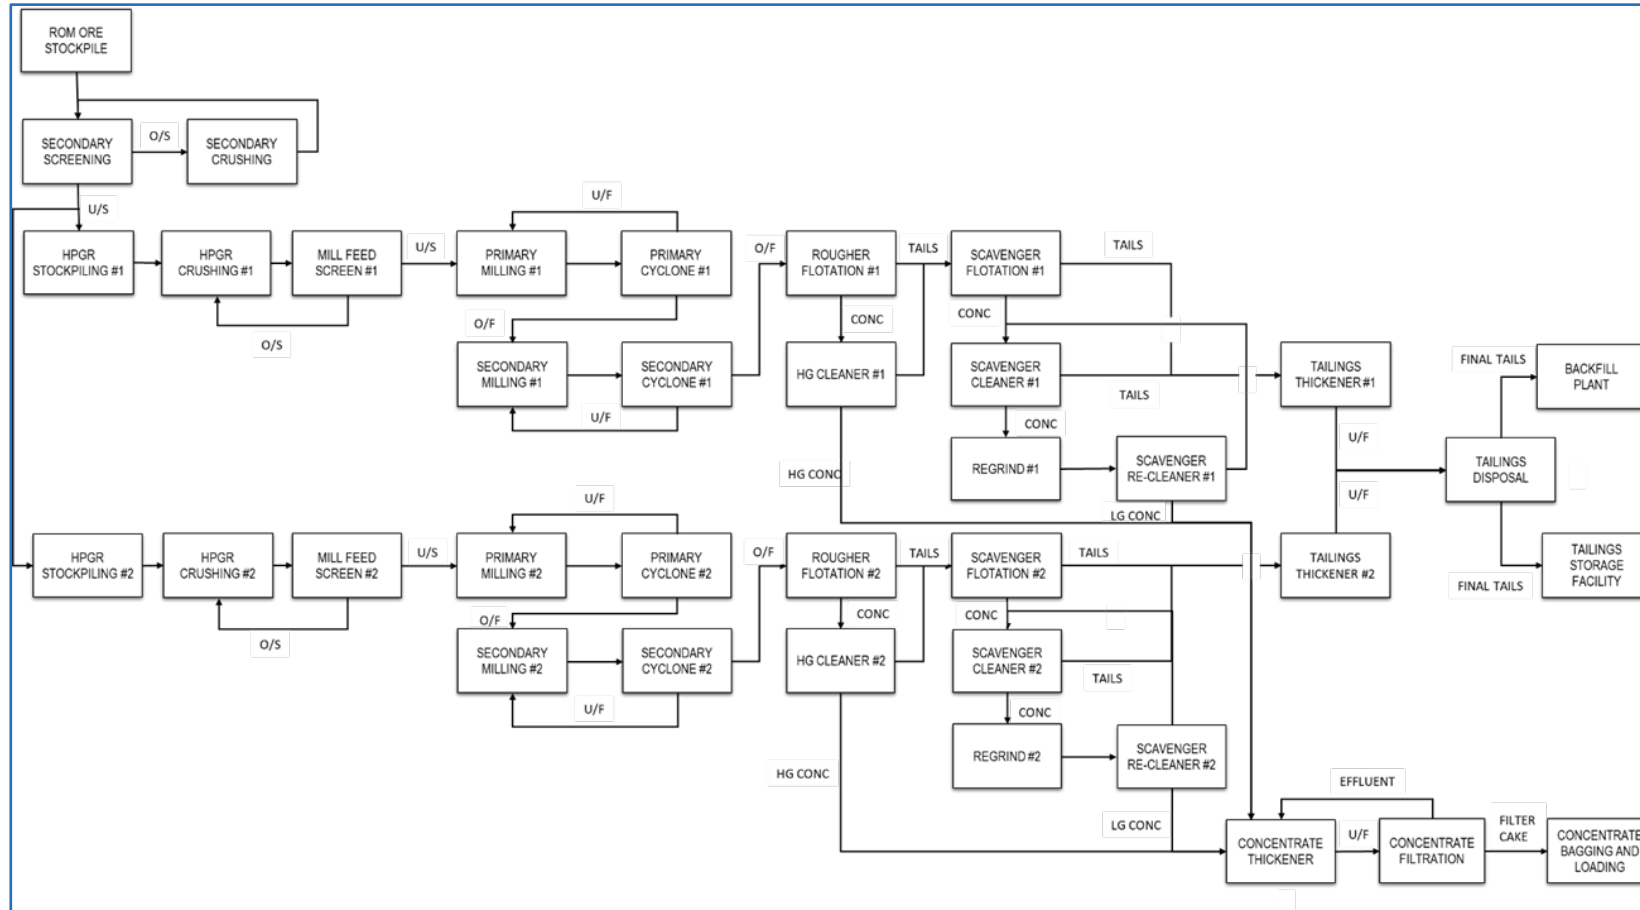 ROM ORE
STOCKPILE
SECONDARY
SCREENING
O/S
SECONDARY
CRUSHING
U/S
HPGR
STOCKPILING #1
HPGR
CRUSHING #1
MILL FEED
SCREEN #1
O/S
U/S
U/F
PRIMARY
MILLING #1
PRIMARY
CYCLONE #1
O/F
SECONDARY
MILLING #1
SECONDARY
CYCLONE #1
U/F
O/F
ROUGHER
FLOTATION #1
TAILS
SCAVENGER
FLOTATION #1
TAILS
CONC
CONC
HG CLEANER #1
SCAVENGER
CLEANER #1
TAILS
CONC
HG CONC
REGRIND #1
SCAVENGER
RE-CLEANER #1
LG CONC
TAILINGS
THICKENER #1
U/F
U/F
TAILINGS
THICKENER #2
TAILINGS
DISPOSAL
FINAL TAILS
BACKFILL
PLANT
FINAL TAILS
TAILINGS
STORAGE
FACILITY
HPGR
STOCKPILING #2
HPGR
CRUSHING #2
MILL FEED
SCREEN #2
O/S
U/S
U/F
PRIMARY
MILLING #2
PRIMARY
CYCLONE #2
O/F
SECONDARY
MILLING #2
SECONDARY
CYCLONE #2
U/F
O/F
ROUGHER
FLOTATION #2
TAILS
SCAVENGER
FLOTATION #2
TAILS
CONC
CONC
HG CLEANER #2
SCAVENGER
CLEANER #2
TAILS
CONC
HG CONC
REGRIND #2
SCAVENGER
RE-CLEANER #2
LG CONC
EFFLUENT
CONCENTRATE
THICKENER
U/F
CONCENTRATE
FILTRATION
FILTER
CAKE
CONCENTRATE
BAGGING AND
LOADING